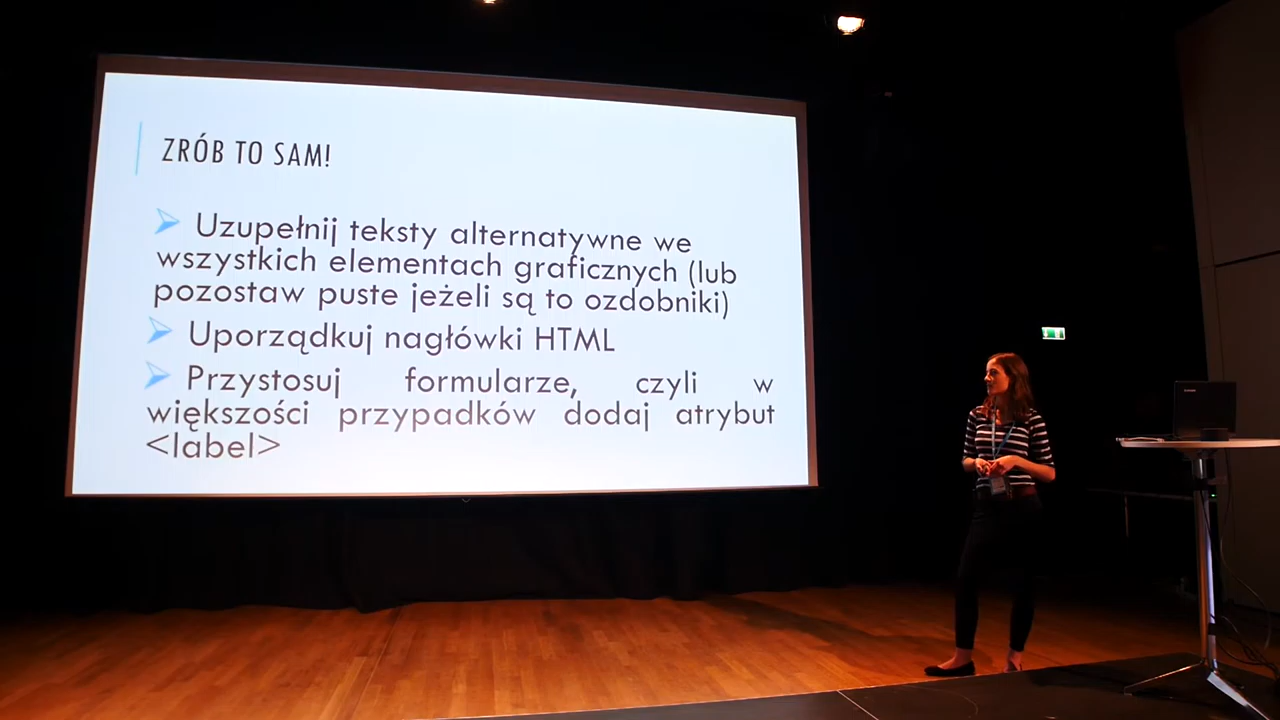 ZRÓB TO SAM!
Uzupełnij teksty alternatywne we
wszystkich elementach graficznych (lub
pozostaw puste jeżeli są to ozdobniki)
Uporządkuj nagłówki HTML
Przystosuj formularze, czyli w
większości przypadków dodaj atrybut
<label>